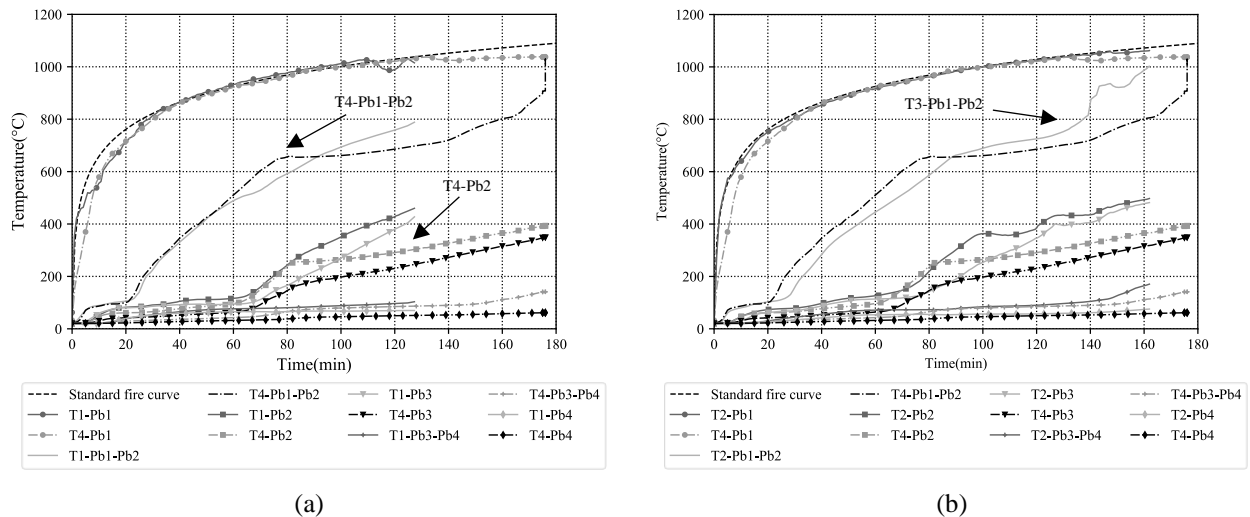 1200
1000
800
600
400
200
0
Temperature(°C)
T4-Pb1-Pb2
T4-Pb2
0 20 40 60 80 100 120 140 160 180
Time(min)
Standard fire curve T4-Pb1-Pb2 T1-Pb3 T4-Pb3-Pb4
T1-Pb1 T1-Pb2 T4-Pb3 T1-Pb4
T4-Pb1 T4-Pb2 T1-Pb3-Pb4 T4-Pb4
T1-Pb1-Pb2
(a)
1200
1000
800
600
400
200
0
Temperature(°C)
T3-Pb1-Pb2
0 20 40 60 80 100 120 140 160 180
Time(min)
Standard fire curve T4-Pb1-Pb2 T2-Pb3 T4-Pb3-Pb4
T2-Pb1 T2-Pb2 T4-Pb3 T2-Pb4
T4-Pb1 T4-Pb2 T2-Pb3-Pb4 T4-Pb4
T2-Pb1-Pb2
(b)